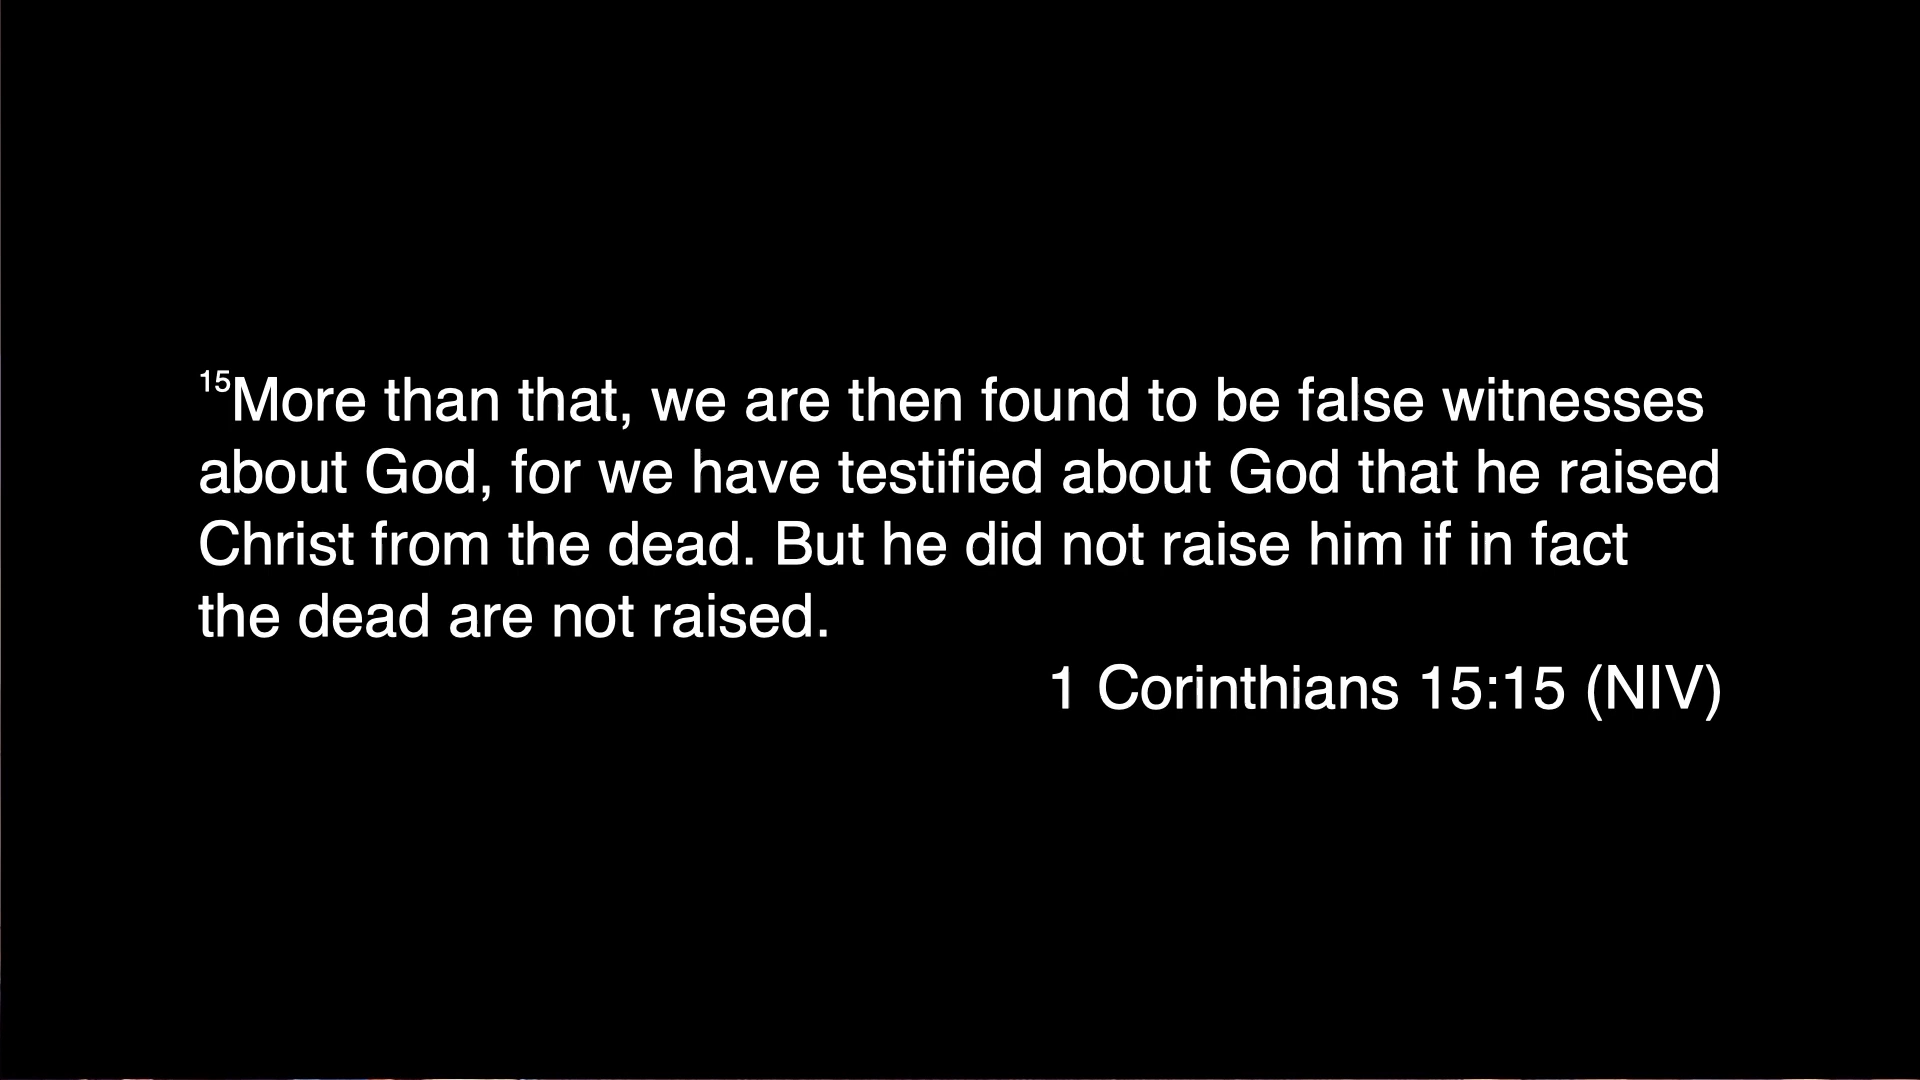 15More than that, we are then found to be false witnesses
about God, for we have testified about God that he raised
Christ from the dead. But he did not raise him if in fact
the dead are not raised.
1 Corinthians 15:15 (NIV)